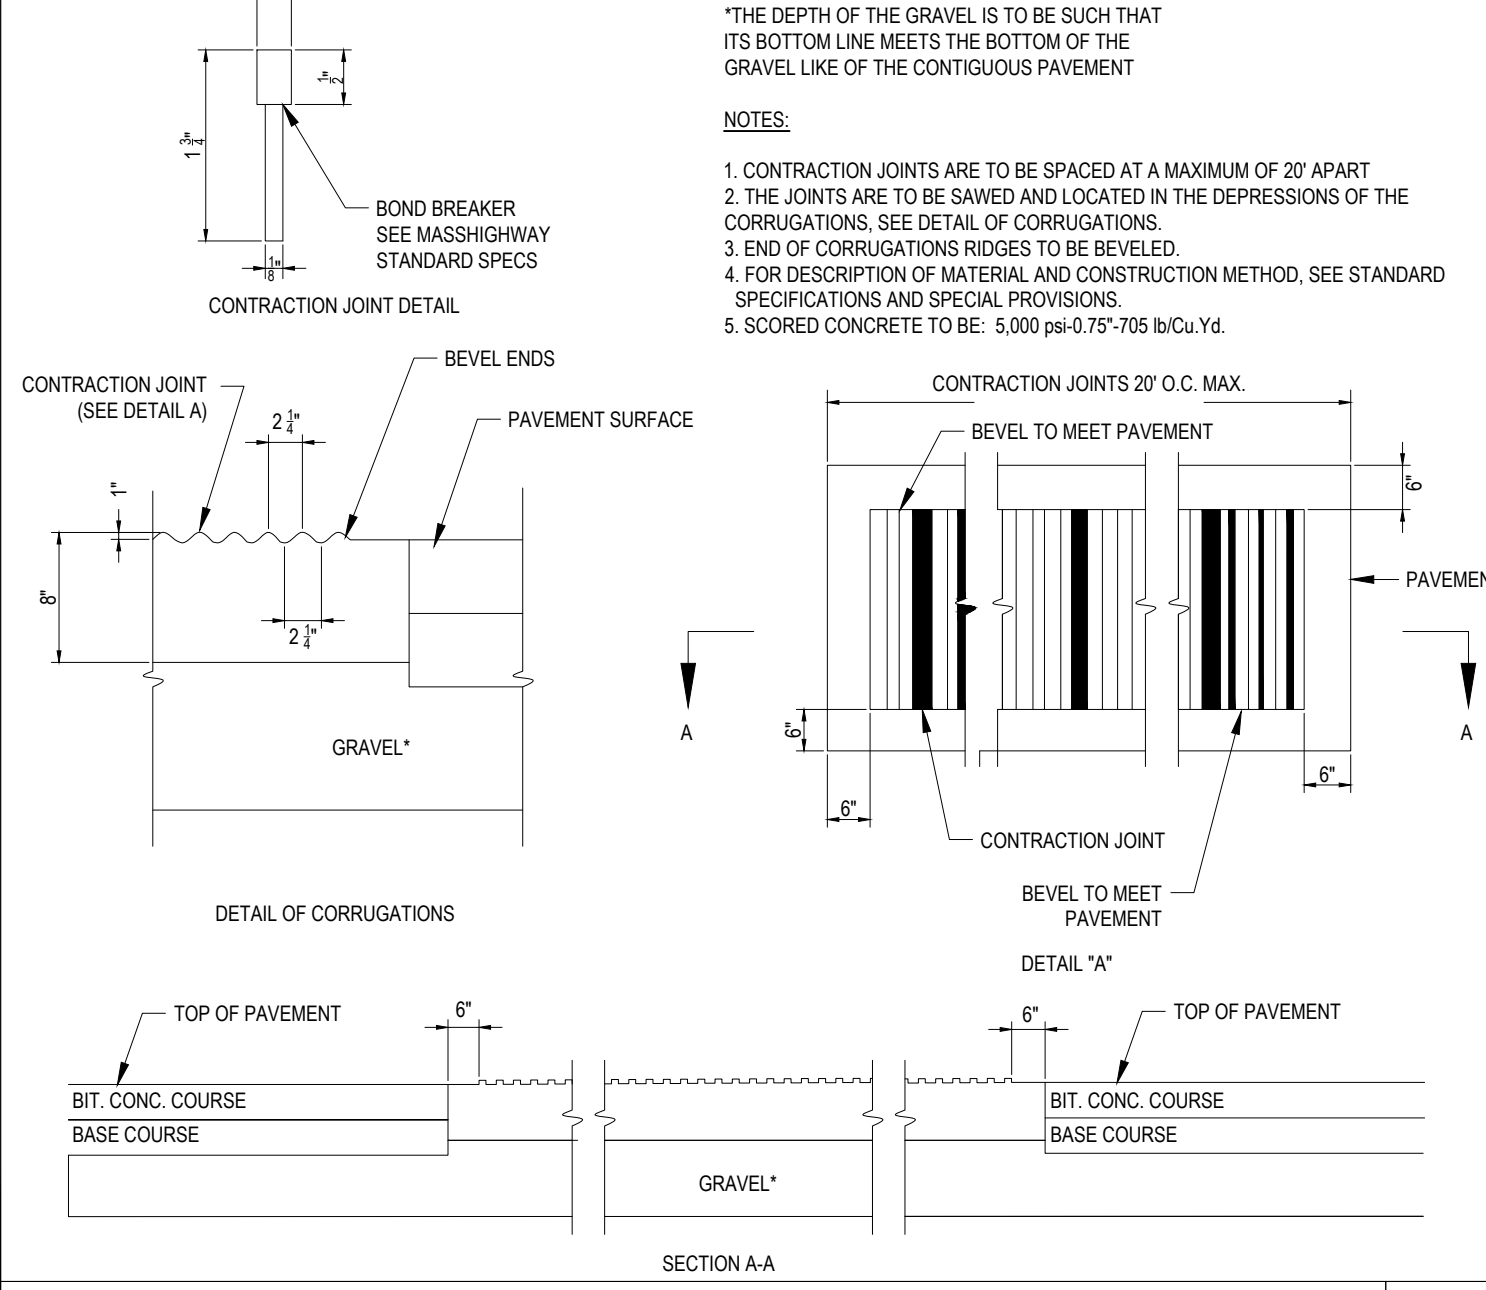 *THE DEPTH OF THE GRAVEL IS TO BE SUCH THAT
ITS BOTTOM LINE MEETS THE BOTTOM OF THE
GRAVEL LIKE OF THE CONTIGUOUS PAVEMENT
NOTES:
1. CONTRACTION JOINTS ARE TO BE SPACED AT A MAXIMUM OF 20' APART
2. THE JOINTS ARE TO BE SAWED AND LOCATED IN THE DEPRESSIONS OF THE
CORRUGATIONS, SEE DETAIL OF CORRUGATIONS.
3. END OF CORRUGATIONS RIDGES TO BE BEVELED.
4. FOR DESCRIPTION OF MATERIAL AND CONSTRUCTION METHOD, SEE STANDARD
SPECIFICATIONS AND SPECIAL PROVISIONS.
5. SCORED CONCRETE TO BE: 5,000 psi-0.75"-705 lb/Cu.Yd.
1 3/4"
1/2"
BOND BREAKER
SEE MASSHIGHWAY
STANDARD SPECS
1/8"
CONTRACTION JOINT DETAIL
CONTRACTION JOINT
(SEE DETAIL A)
BEVEL ENDS
2 1/4"
PAVEMENT SURFACE
1"
8"
2 1/4"
GRAVEL*
DETAIL OF CORRUGATIONS
CONTRACTION JOINTS 20' O.C. MAX.
BEVEL TO MEET PAVEMENT
6"
PAVEMEN
A
A
6"
6"
6"
CONTRACTION JOINT
BEVEL TO MEET
PAVEMENT
DETAIL "A"
TOP OF PAVEMENT
6"
6"
TOP OF PAVEMENT
BIT. CONC. COURSE
BASE COURSE
BIT. CONC. COURSE
BASE COURSE
GRAVEL*
SECTION A-A